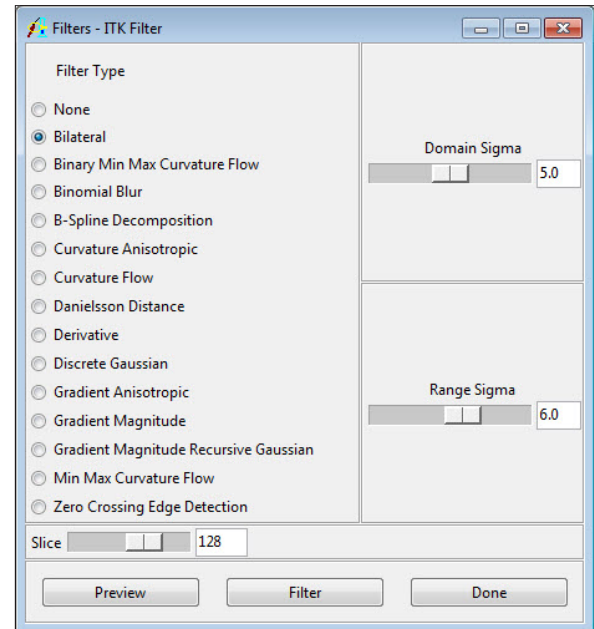 Filters - ITK Filter
Filter Type
None
Bilateral
Binary Min Max Curvature Flow
Binomial Blur
B-Spline Decomposition
Curvature Anisotropic
Curvature Flow
Danielsson Distance
Derivative
Discrete Gaussian
Gradient Anisotropic
Gradient Magnitude
Gradient Magnitude Recursive Gaussian
Min Max Curvature Flow
Zero Crossing Edge Detection
Domain Sigma
5.0
Range Sigma
6.0
Slice 128
Preview Filter Done